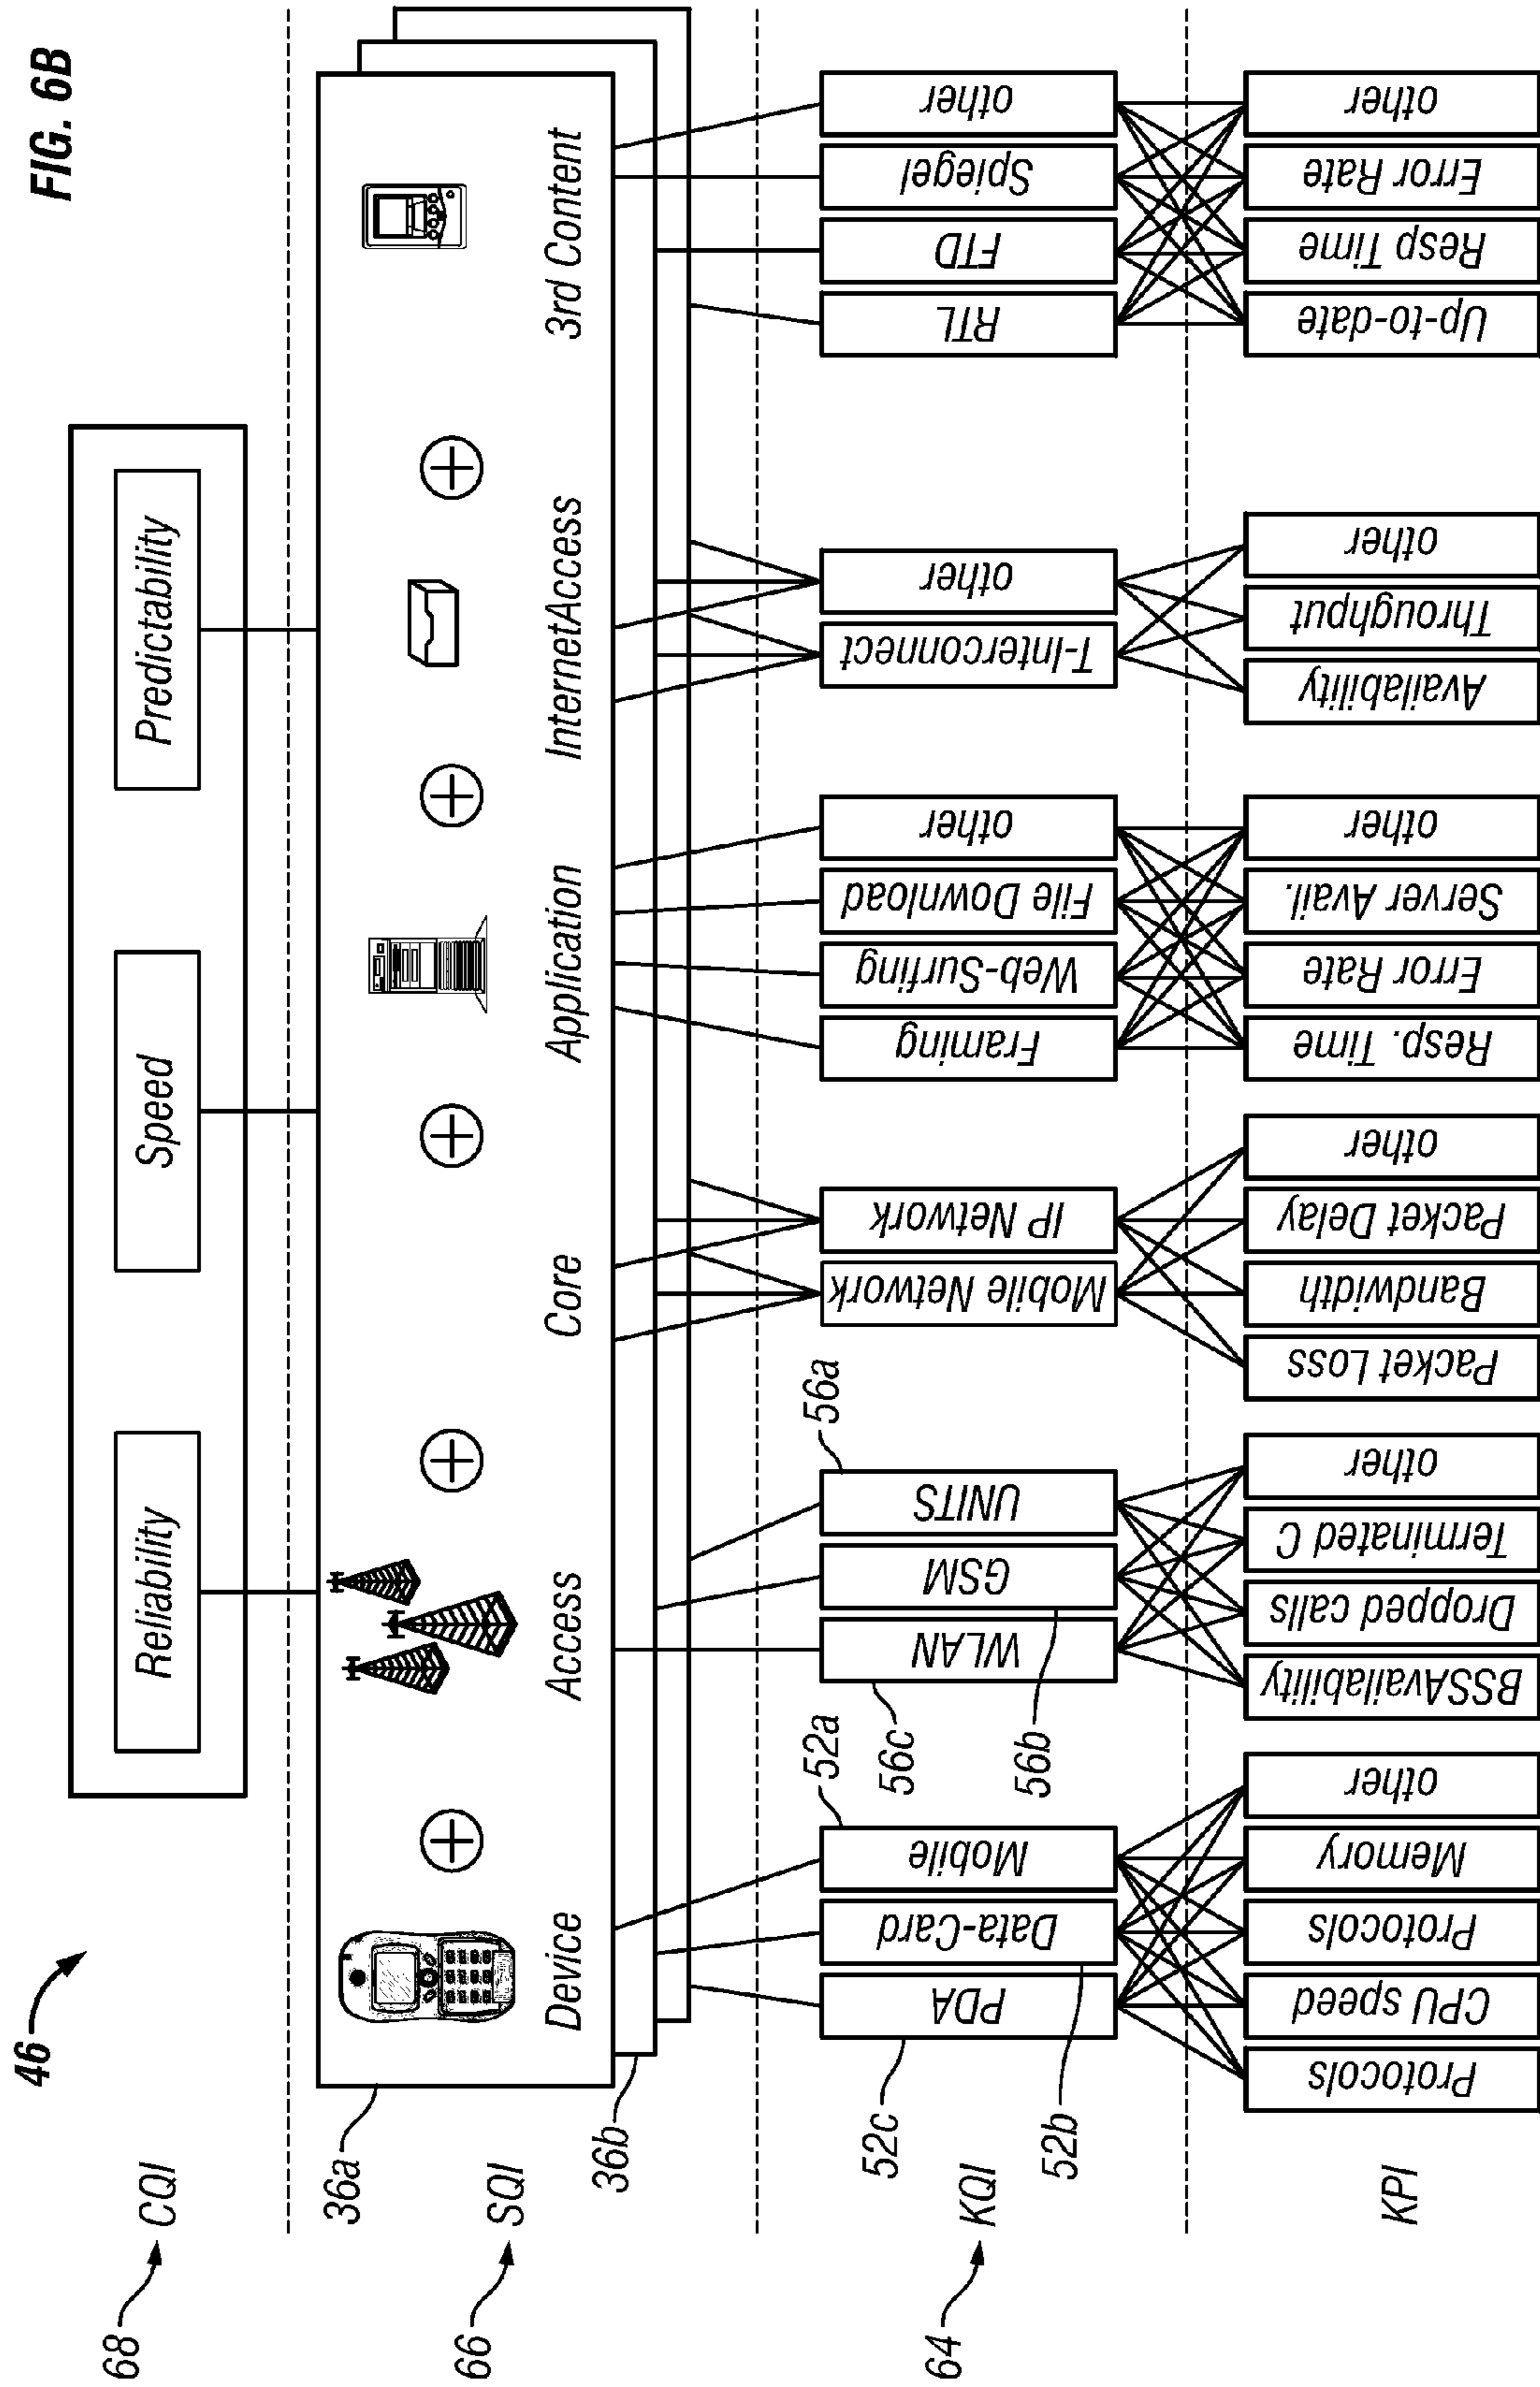 FIG. 6B
46
68
CQI
Reliability
Speed
Predictability
36a
66
SQI
36b
Device
Access
Core
Application
InternetAccess
3rd Content
64
KQI
52c
52b
52a
PDA
Data-Card
Mobile
56c
56b
56a
WLAN
GSM
UNITS
Mobile Network
IP Network
Framing
Web-Surfing
File Download
other
T-Interconnect
other
RTL
FTD
Spiegel
other
KPI
Protocols
CPU speed
Protocols
Memory
other
BSSAvailability
Dropped calls
Terminated C
other
Packet Loss
Bandwidth
Packet Delay
other
Resp. Time
Error Rate
Server Avail.
other
Availability
Throughput
other
Up-to-date
Resp Time
Error Rate
other